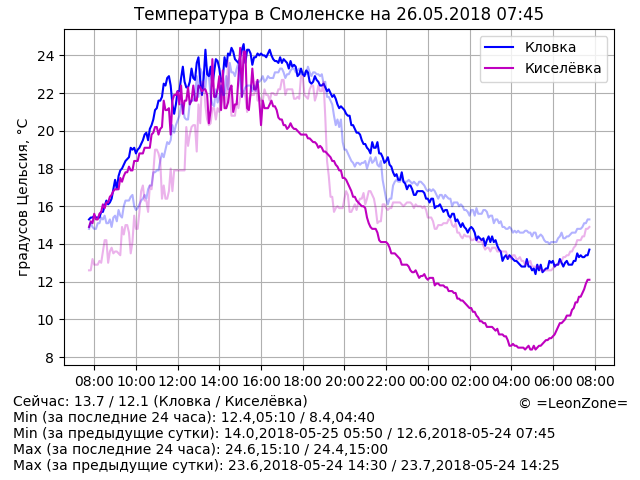 Температура в Смоленске на 26.05.2018 07:45
Кловка
Киселёвка
градусов Цельсия, °C
24
22
20
18
16
14
12
10
8
08:00 10:00 12:00 14:00 16:00 18:00 20:00 22:00 00:00 02:00 04:00 06:00 08:00
Сейчас: 13.7 / 12.1 (Кловка / Киселёвка)
© =LeonZone=
Min (за последние 24 часа): 12.4,05:10 / 8.4,04:40
Min (за предыдущие сутки): 14.0,2018-05-25 05:50 / 12.6,2018-05-24 07:45
Max (за последние 24 часа): 24.6,15:10 / 24.4,15:00
Max (за предыдущие сутки): 23.6,2018-05-24 14:30 / 23.7,2018-05-24 14:25